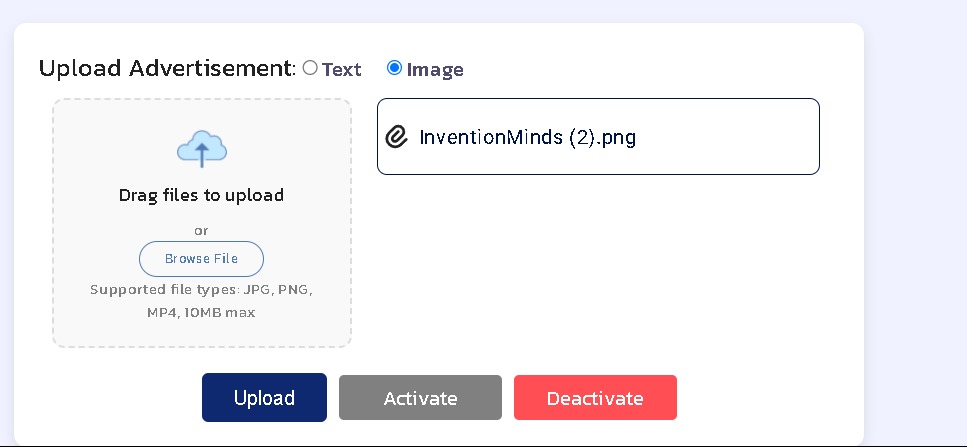 Upload Advertisement: Text Image
InventionMinds (2).png
Drag files to upload
or
Browse File
Supported file types: JPG, PNG,
MP4, 10MB max
Upload Activate Deactivate